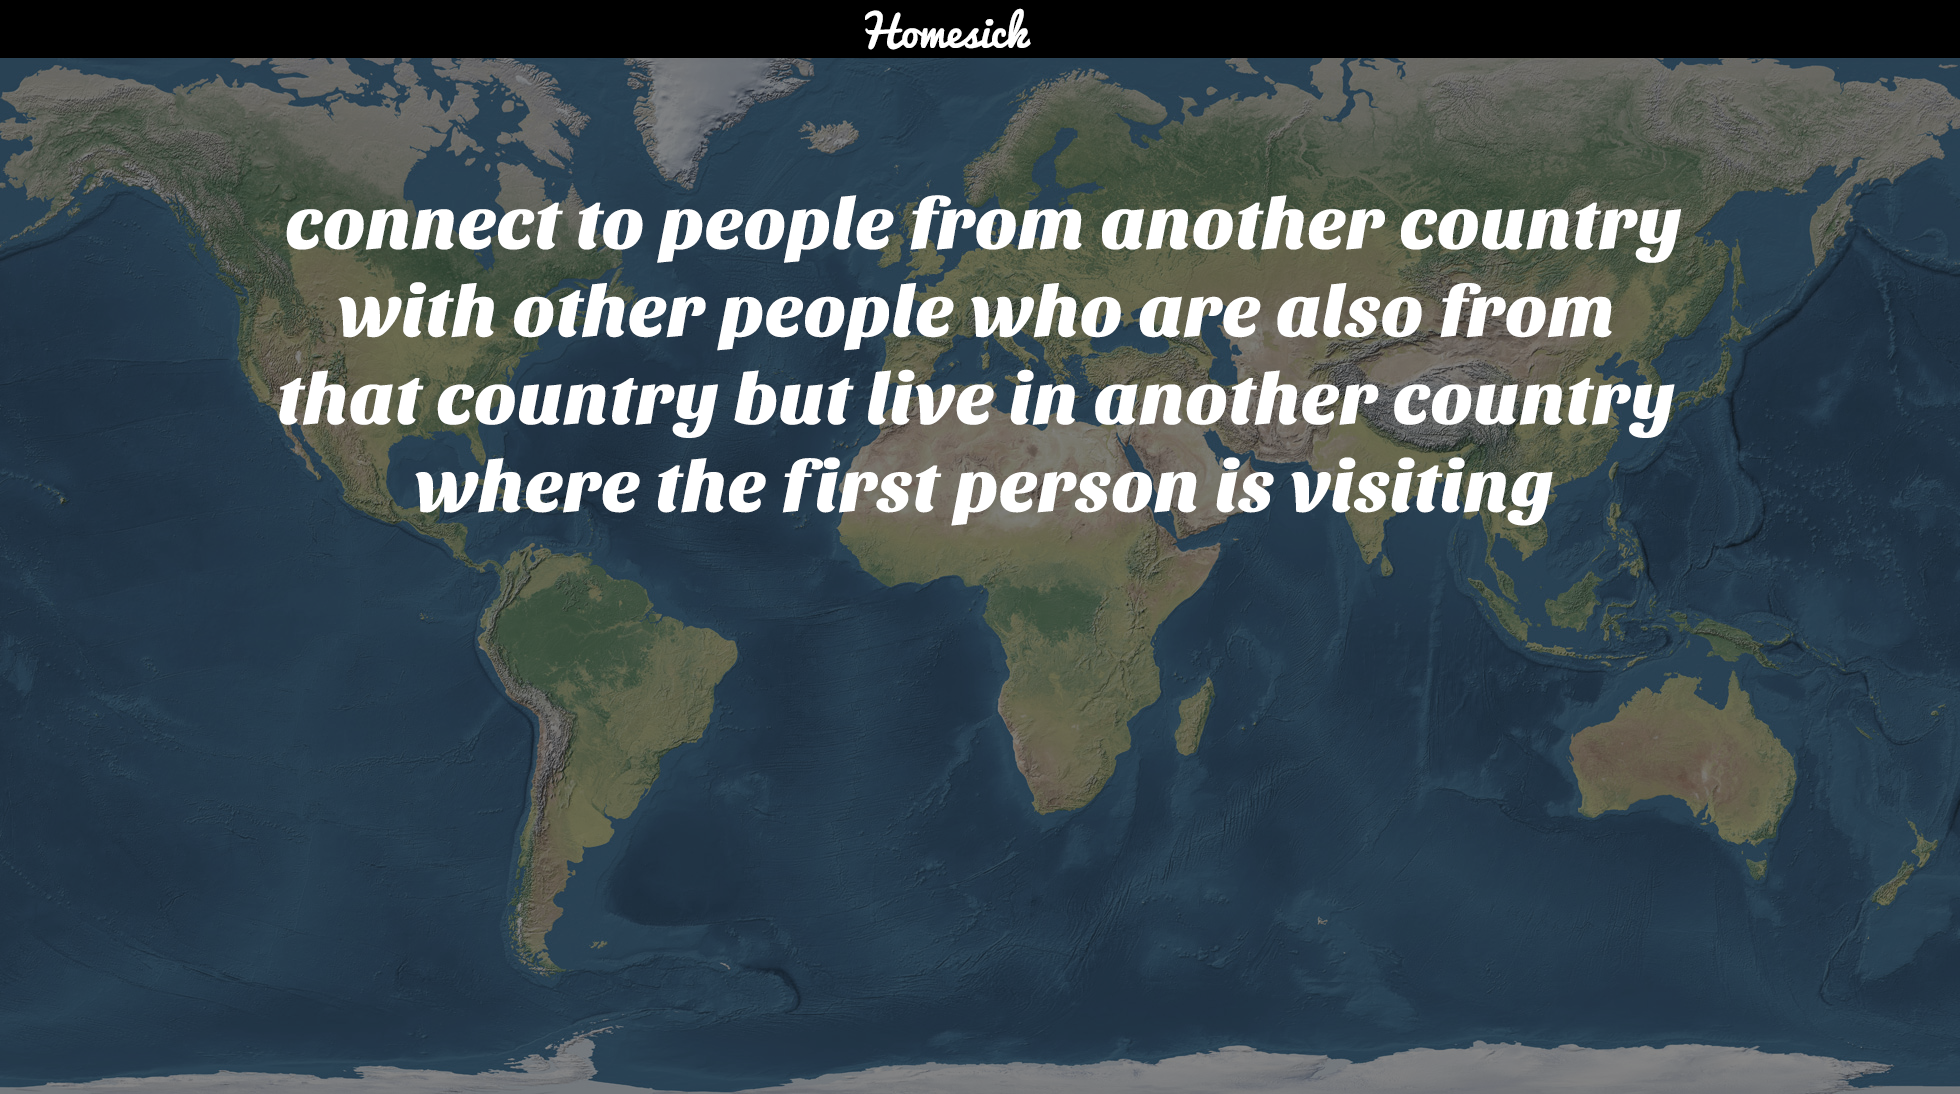 Homesick
connect to people from another country
with other people who are also from
that country but live in another country
where the first person is visiting